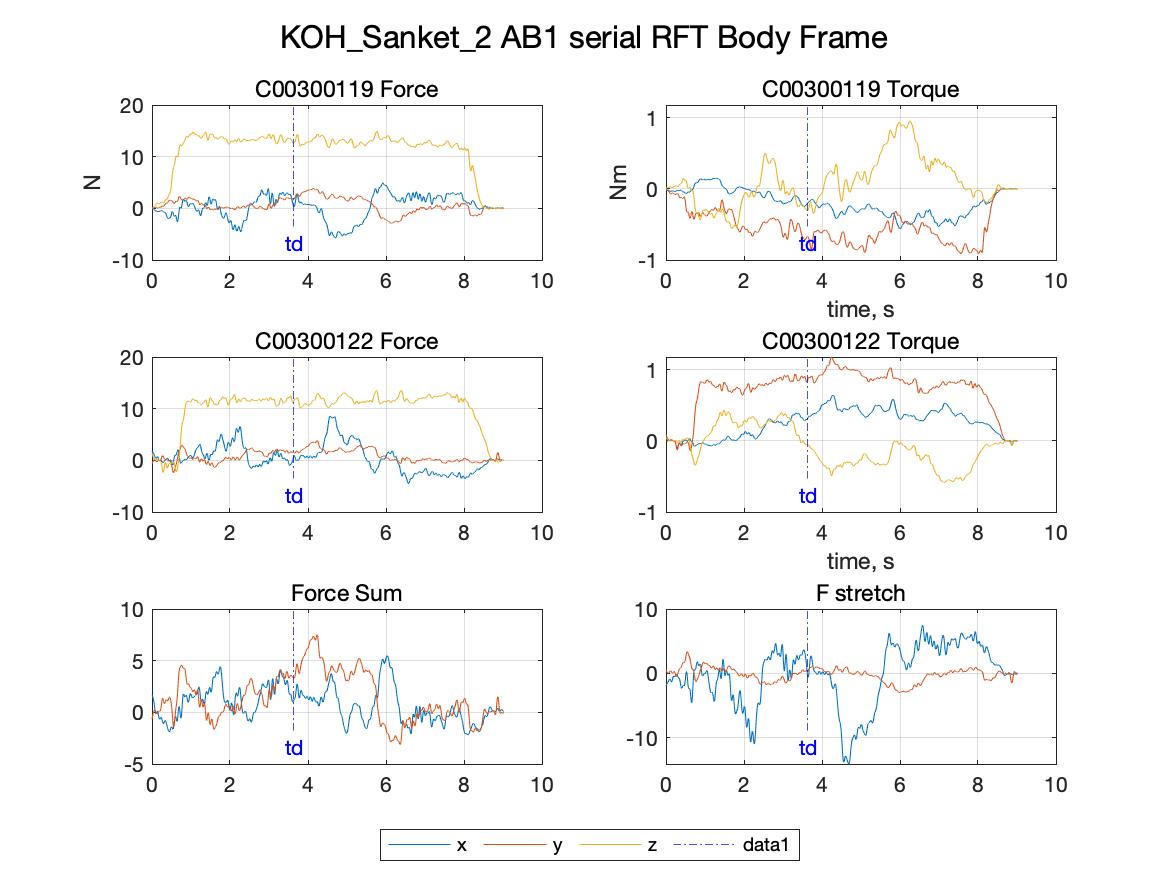 KOH_Sanket_2 AB1 serial RFT Body Frame
C00300119 Force
20
10
0
-10
N
td
0 2 4 6 8 10
C00300119 Torque
1
0
-1
Nm
td
0 2 4 6 8 10
time, s
C00300122 Force
20
10
0
-10
td
0 2 4 6 8 10
C00300122 Torque
1
0
-1
td
0 2 4 6 8 10
time, s
Force Sum
10
5
0
-5
td
0 2 4 6 8 10
F stretch
10
0
-10
td
0 2 4 6 8 10
x y z data1